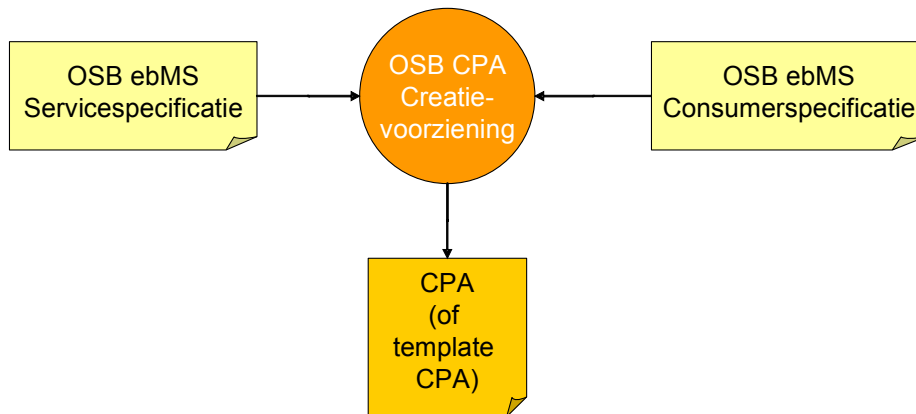 OSB ebMS
Servicespecificatie
OSB CPA
Creatie-
voorziening
OSB ebMS
Consumerspecificatie
CPA
(of
template
CPA)